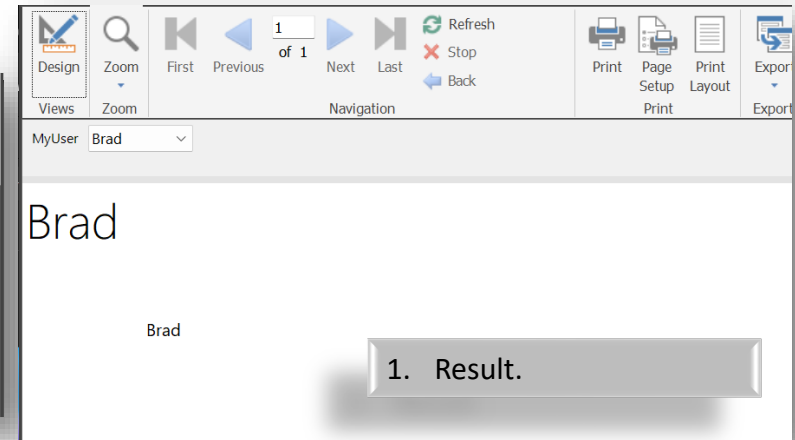 1
of 1
Refresh
Stop
Back
Design
Zoom
First
Previous
Next
Last
Print
Page
Setup
Print
Layout
Export
Views
Zoom
Navigation
Print
Export
MyUser Brad
Brad
Brad
1. Result.